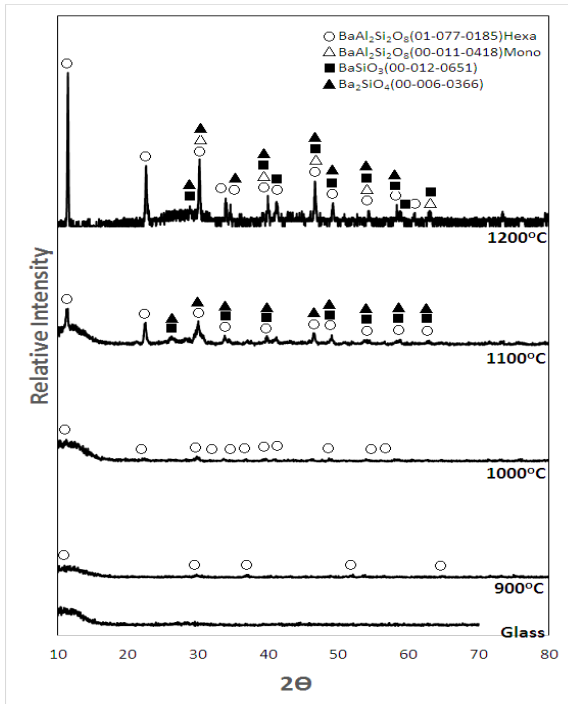 BaAl₂Si₂O₈(01-077-0185)Hexa
BaAl₂Si₂O₈(00-011-0418)Mono
BaSiO₃(00-012-0651)
Ba₂SiO₄(00-006-0366)
1200°C
1100°C
1000°C
900°C
Glass
Relative Intensity
10 20 30 40 50 60 70 80
2Θ